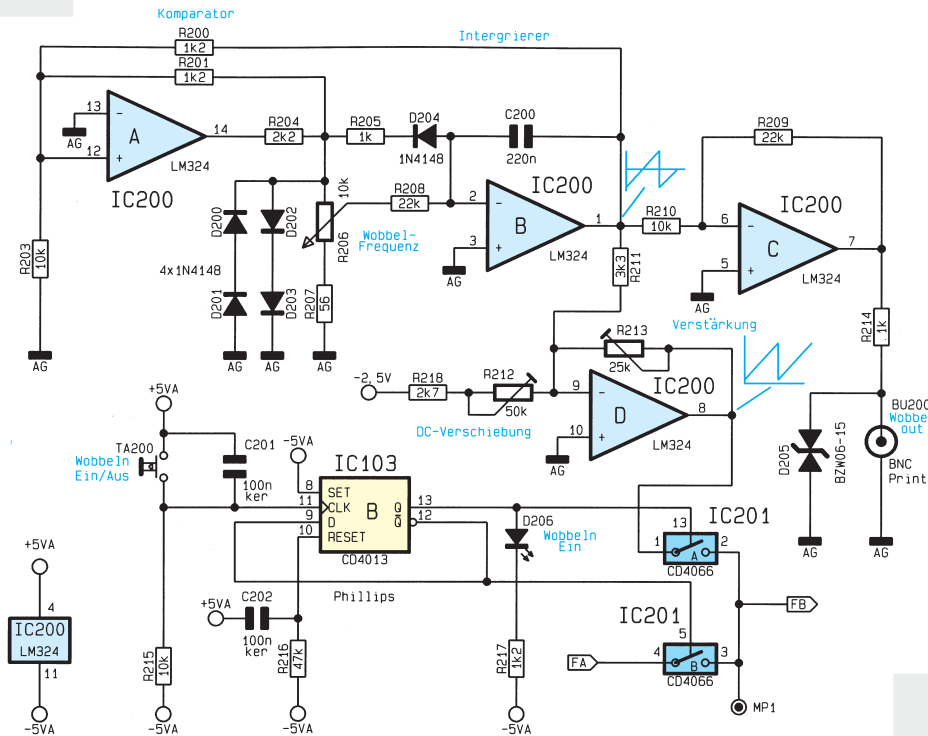 Komparator
R200
1k2
Intergrierer
R201
1k2
13
-
A
14
12
+
AG
LM324
IC200
R204
2k2
R205
1k
D204
1N4148
C200
220n
R209
22k
R208
22k
10k
R206
Wobbel-
Frequenz
2
-
B
1
3
+
AG
IC200
LM324
R210
10k
6
-
C
7
5
+
AG
IC200
LM324
R203
10k
D200
D202
4x1N4148
D201
D203
R207
56
R211
3k3
R214
1k
AG
AG
AG
AG
Verstärkung
R213
25k
-2,5V
R218
2k7
R212
50k
DC-Verschiebung
9
-
D
8
10
+
AG
IC200
LM324
D205
BZW06-15
BU200
Wobbe
out
BNC
Print
AG
AG
+5VA
TA200
Wobbeln
Ein/Aus
C201
100n
ker
-5VA
IC103
8
SET
11
CLK
9
D
10
RESET
B
Q
13
Q
12
CD4013
Phillips
D206
Wobbeln
Ein
13
IC201
1
2
A
CD4066
FB
IC201
5
FA
4
3
B
CD4066
MP1
+5VA
4
IC200
LM324
11
-5VA
R215
10k
-5VA
+5VA
C202
100n
ker
R216
47k
-5VA
R217
1k2
-5VA